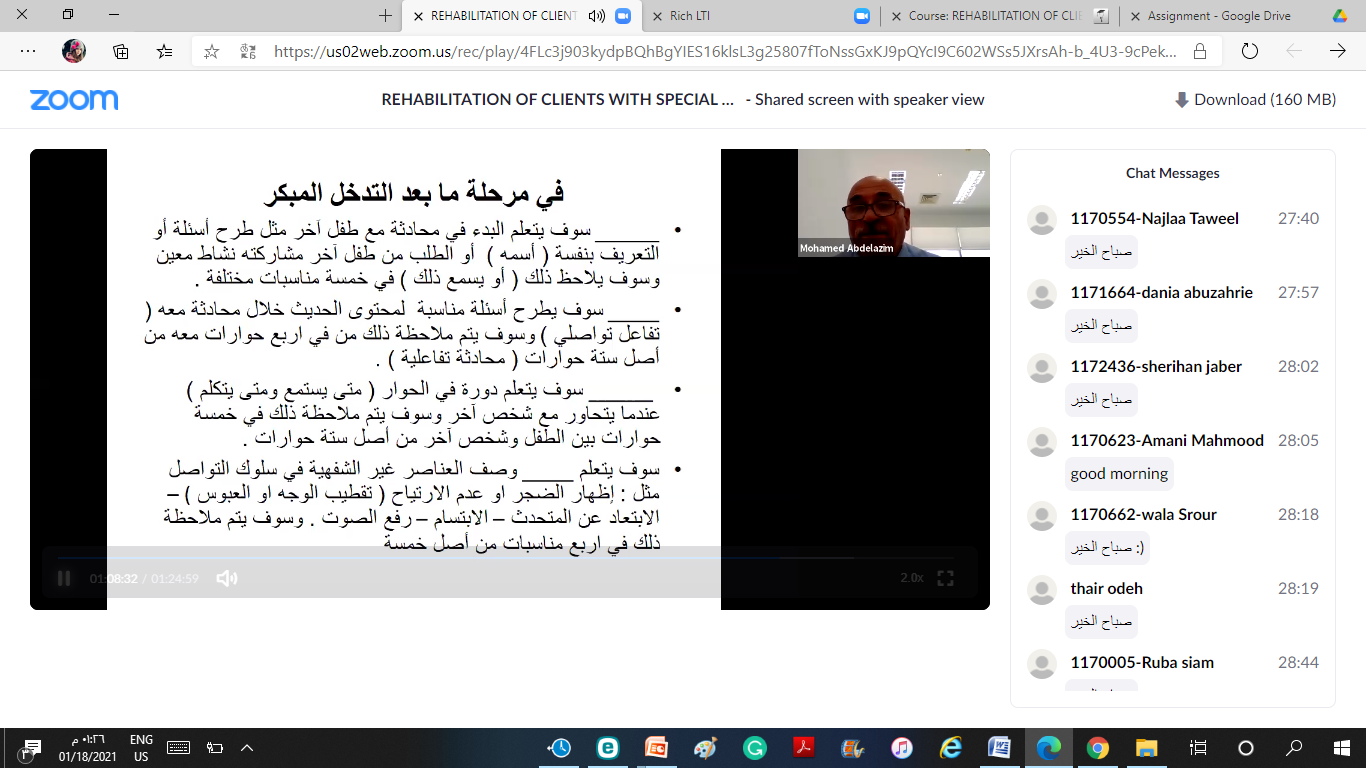 REHABILITATION OF CLIENT
Rich LTI
Course: REHABILITATION OF CLIE
Assignment - Google Drive
https://us02web.zoom.us/rec/play/4FLc3j903kydpBQhBgYIES16klsL3g25807fToNssGxKJ9pQYcI9C602WSs5JXrsAh-b_4U3-9cPek...
zoom
REHABILITATION OF CLIENTS WITH SPECIAL ... - Shared screen with speaker view
Download (160 MB)
في مرحلة ما بعد التدخل المبكر
• ______ سوف يتعلم البدء في محادثة مع طفل آخر مثل طرح أسئلة أو
التعريف بنفسة ( أسمه ) أو الطلب من طفل آخر مشاركته نشاط معين
وسوف يلاحظ ذلك ( أو يسمع ذلك ) في خمسة مناسبات مختلفة .
• _____ سوف يطرح أسئلة مناسبة لمحتوى الحديث خلال محادثة معه (
تفاعل تواصلي ) وسوف يتم ملاحظة ذلك من في اربع حوارات معه من
أصل ستة حوارات ( محادثة تفاعلية ) .
• ______ سوف يتعلم دورة في الحوار ( متى يستمع ومتى يتكلم )
عندما يتحاور مع شخص آخر وسوف يتم ملاحظة ذلك في خمسة
حوارات بين الطفل وشخص آخر من أصل ستة حوارات .
• سوف يتعلم _____ وصف العناصر غير الشفهية في سلوك التواصل
مثل : إظهار الضجر او عدم الارتياح ( تقطيب الوجه او العبوس ) –
الابتعاد عن المتحدث – الابتسام – رفع الصوت . وسوف يتم ملاحظة
ذلك في اربع مناسبات من أصل خمسة
Mohamed Abdelazim
01:08:32 / 01:24:59
2.0x
Chat Messages
1170554-Najlaa Taweel 27:40
صباح الخير
1171664-dania abuzahrie 27:57
صباح الخير
1172436-sherihan jaber 28:02
صباح الخير
1170623-Amani Mahmood 28:05
good morning
1170662-wala Srour 28:18
صباح الخير :)
thair odeh 28:19
صباح الخير
1170005-Ruba siam 28:44
٠١:٢٦ م
01/18/2021
ENG
US